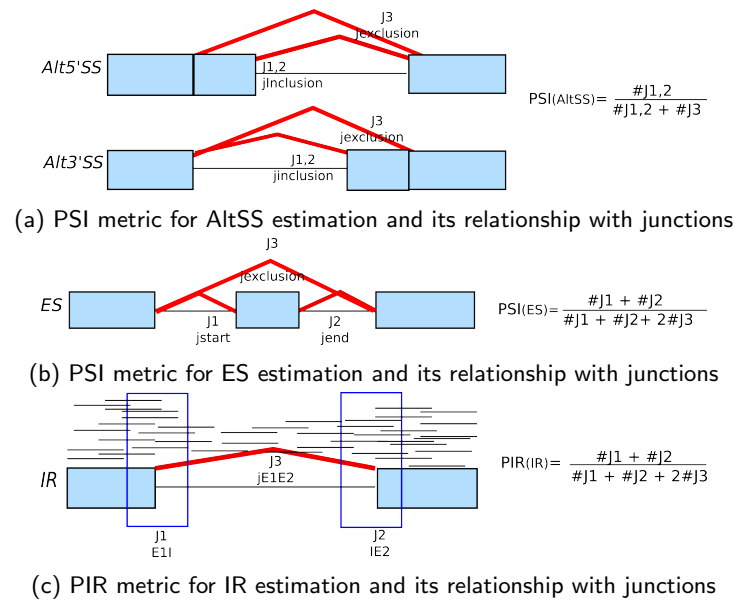 J3
jexclusion
Alt5'SS
J1,2
jInclusion
PSI(AltSS)= #J1,2
#J1,2 + #J3
J3
jexclusion
Alt3'SS
J1,2
jinclusion
(a) PSI metric for AltSS estimation and its relationship with junctions
J3
jexclusion
ES
J1
jstart
J2
jend
PSI(ES)= #J1 + #J2
#J1 + #J2+ 2#J3
(b) PSI metric for ES estimation and its relationship with junctions
IR
J3
jE1E2
J1
E1I
J2
IE2
PIR(IR)= #J1 + #J2
#J1 + #J2 + 2#J3
(c) PIR metric for IR estimation and its relationship with junctions